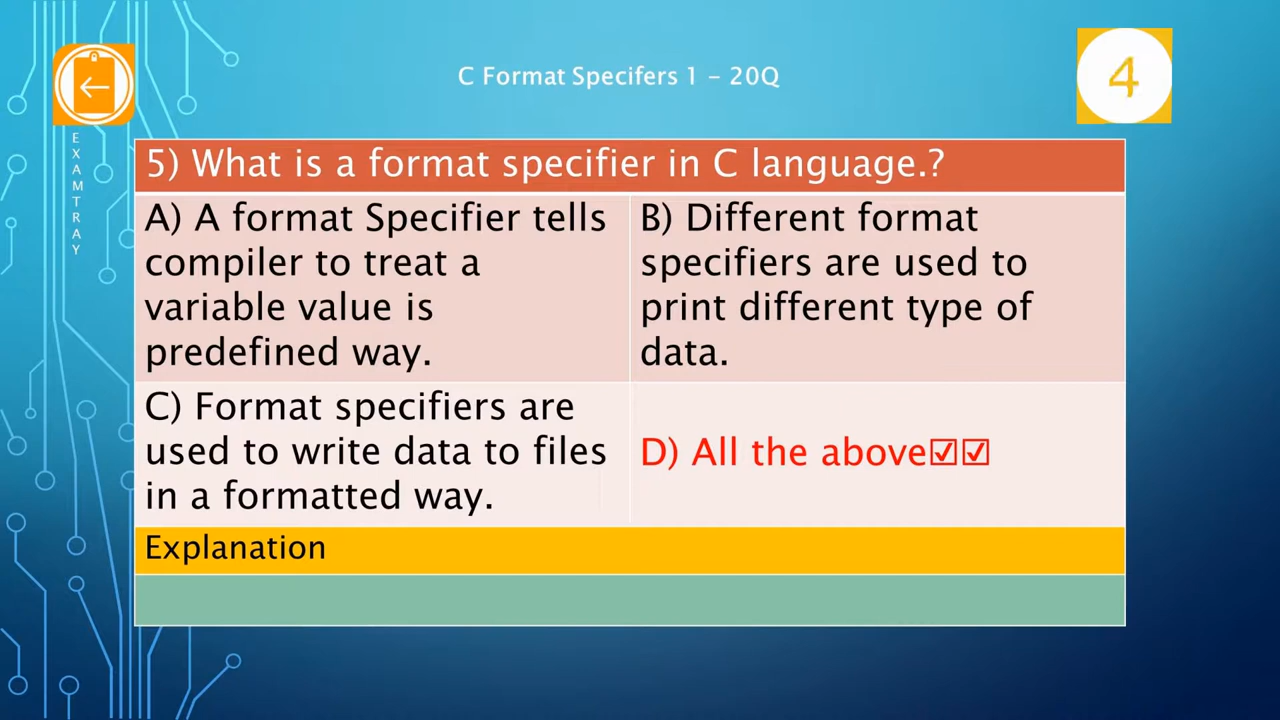 C Format Specifers 1 – 20Q
4
EXAMTRAY
5) What is a format specifier in C language.?
A) A format Specifier tells
compiler to treat a
variable value is
predefined way.
B) Different format
specifiers are used to
print different type of
data.
C) Format specifiers are
used to write data to files
in a formatted way.
D) All the above☑☑
Explanation